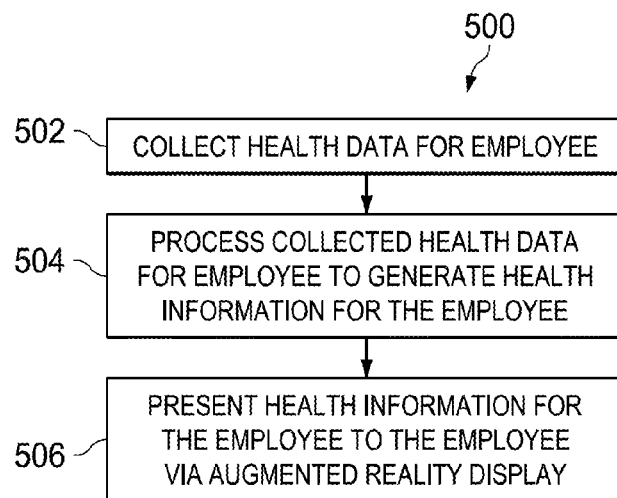 500
502
COLLECT HEALTH DATA FOR EMPLOYEE
504
PROCESS COLLECTED HEALTH DATA
FOR EMPLOYEE TO GENERATE HEALTH
INFORMATION FOR THE EMPLOYEE
506
PRESENT HEALTH INFORMATION FOR
THE EMPLOYEE TO THE EMPLOYEE
VIA AUGMENTED REALITY DISPLAY